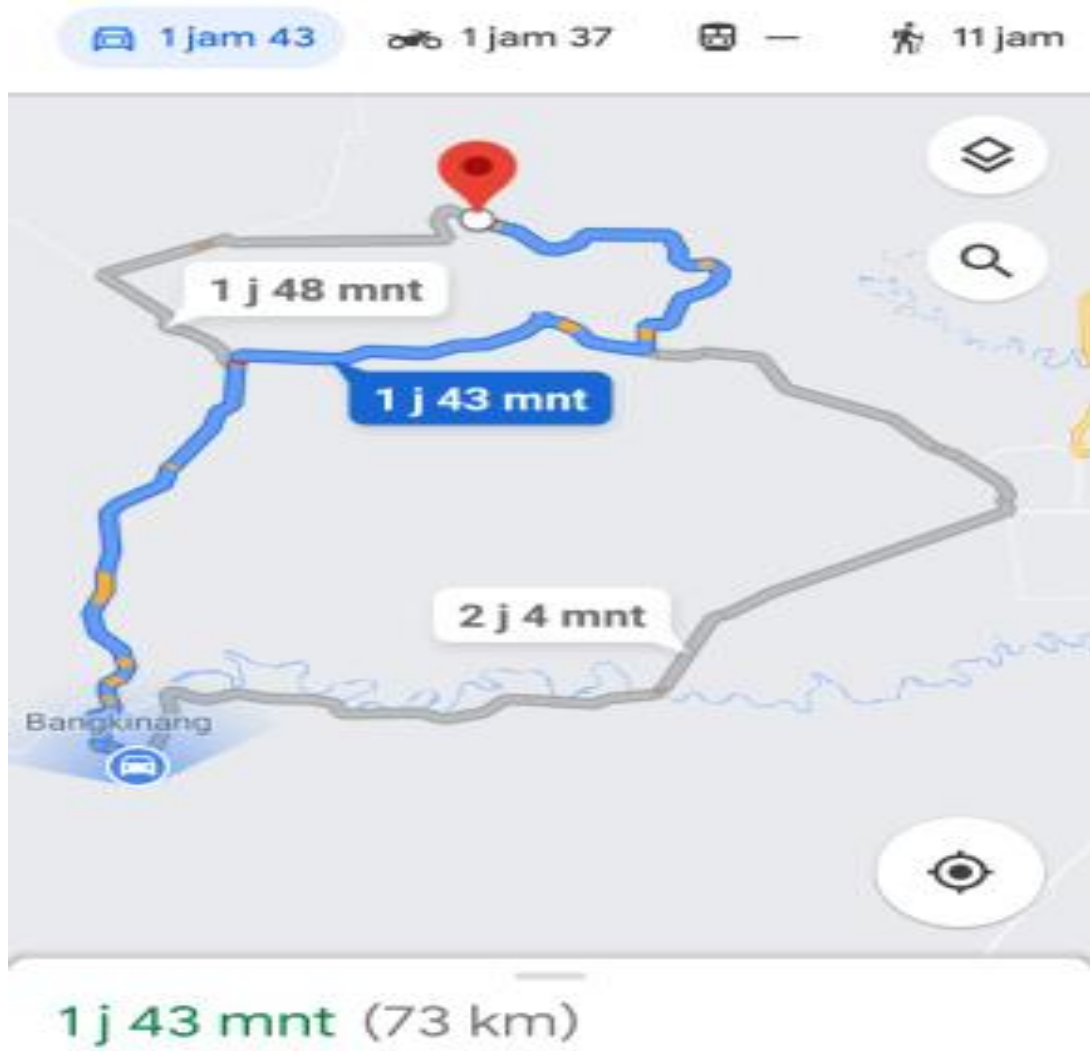 1 jam 43 1 jam 37 — 11 jam
1 j 48 mnt
1 j 43 mnt
2 j 4 mnt
Bangkinang
1 j 43 mnt (73 km)